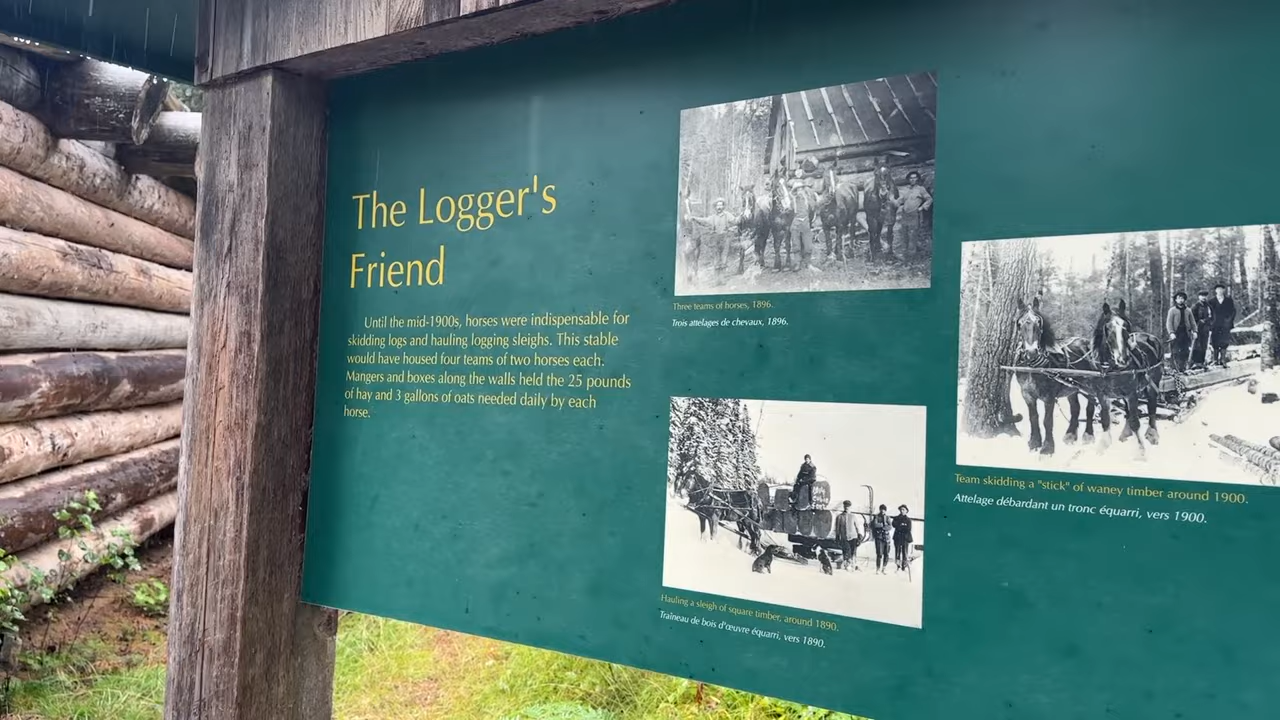 The Logger's
Friend
Until the mid-1900s, horses were indispensable for
skidding logs and hauling logging sleighs. This stable
would have housed four teams of two horses each.
Mangers and boxes along the walls held the 25 pounds
of hay and 3 gallons of oats needed daily by each
horse.
Three teams of horses, 1896.
Trois attelages de chevaux, 1896.
Team skidding a "stick" of waney timber around 1900.
Attelage débardant un tronc équarri, vers 1900.
Hauling a sleigh of square timber, around 1890.
Traîneau de bois d'œuvre équarri, vers 1890.